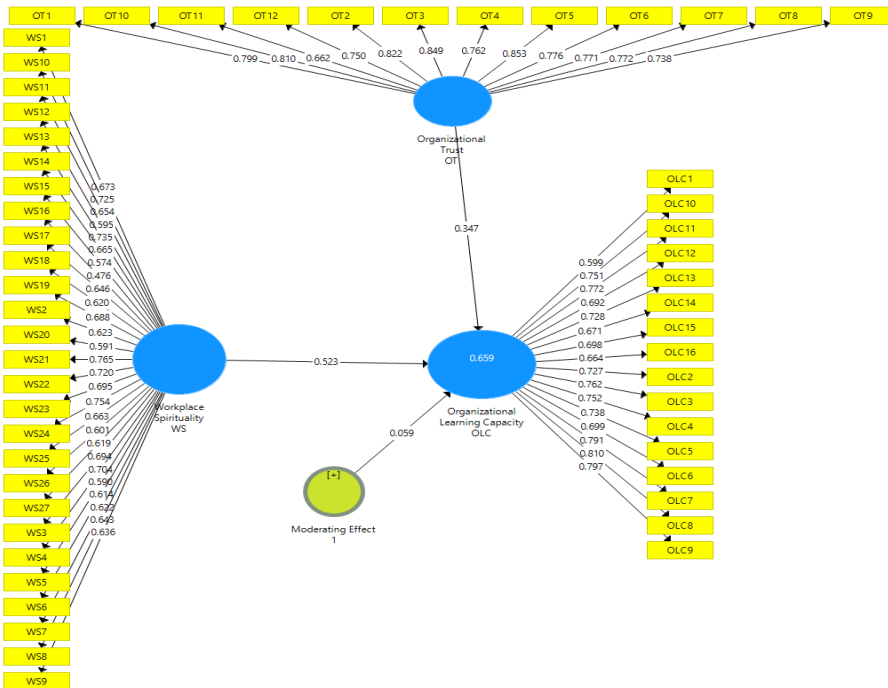 OT1 OT10 OT11 OT12 OT2 OT3 OT4 OT5 OT6 OT7 OT8 OT9
0.799 0.810 0.662 0.750 0.822 0.849 0.762 0.853 0.776 0.771 0.772 0.738
Organizational
Trust
OT
0.347
WS1
WS10
WS11
WS12
WS13
WS14
WS15
WS16
WS17
WS18
WS19
WS2
WS20
WS21
WS22
WS23
WS24
WS25
WS26
WS27
WS3
WS4
WS5
WS6
WS7
WS8
WS9
0.673
0.725
0.654
0.595
0.735
0.665
0.574
0.476
0.646
0.620
0.688
0.623
0.591
0.765
0.720
0.695
0.754
0.663
0.601
0.619
0.694
0.704
0.590
0.614
0.622
0.643
0.636
Workplace
Spirituality
WS
0.523
0.659
Organizational
Learning Capacity
OLC
0.059
[+]
Moderating Effect
1
0.599
0.751
0.772
0.692
0.728
0.671
0.698
0.664
0.727
0.762
0.752
0.738
0.699
0.791
0.810
0.797
OLC1
OLC10
OLC11
OLC12
OLC13
OLC14
OLC15
OLC16
OLC2
OLC3
OLC4
OLC5
OLC6
OLC7
OLC8
OLC9